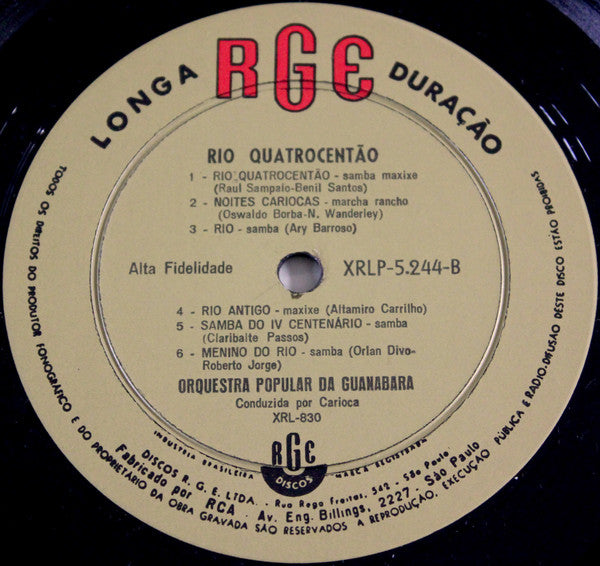 LONGA RGE DURAÇÃO
RIO QUATROCENTÃO
1 - RIO QUATROCENTÃO - samba maxixe
(Raul Sampaio-Benil Santos)
2 - NOITES CARIOCAS - marcha rancho
(Oswaldo Borba-N. Wanderley)
3 - RIO - samba (Ary Barroso)
Alta Fidelidade
XRLP-5.244-B
4 - RIO ANTIGO - maxixe (Altamiro Carrilho)
5 - SAMBA DO IV CENTENÁRIO - samba
(Claribalte Passos)
6 - MENINO DO RIO - samba (Orlan Divo-
Roberto Jorge)
ORQUESTRA POPULAR DA GUANABARA
Conduzida por Carioca
XRL-830
INDUSTRIA BRASILEIRA
RGE
DISCOS
MARCA REGISTRADA
DISCOS R. G. E. LTDA. - Rua Rego Freitas, 542 - São Paulo
Fabricado por RCA - Av. Eng. Billings, 2227 - São Paulo
TODOS OS DIREITOS DO PRODUTOR FONOGRÁFICO E DO PROPRIETÁRIO DA OBRA GRAVADA SÃO RESERVADOS A REPRODUÇÃO, EXECUÇÃO PÚBLICA E RADIODIFUSÃO DESTE DISCO ESTÃO PROIBIDAS